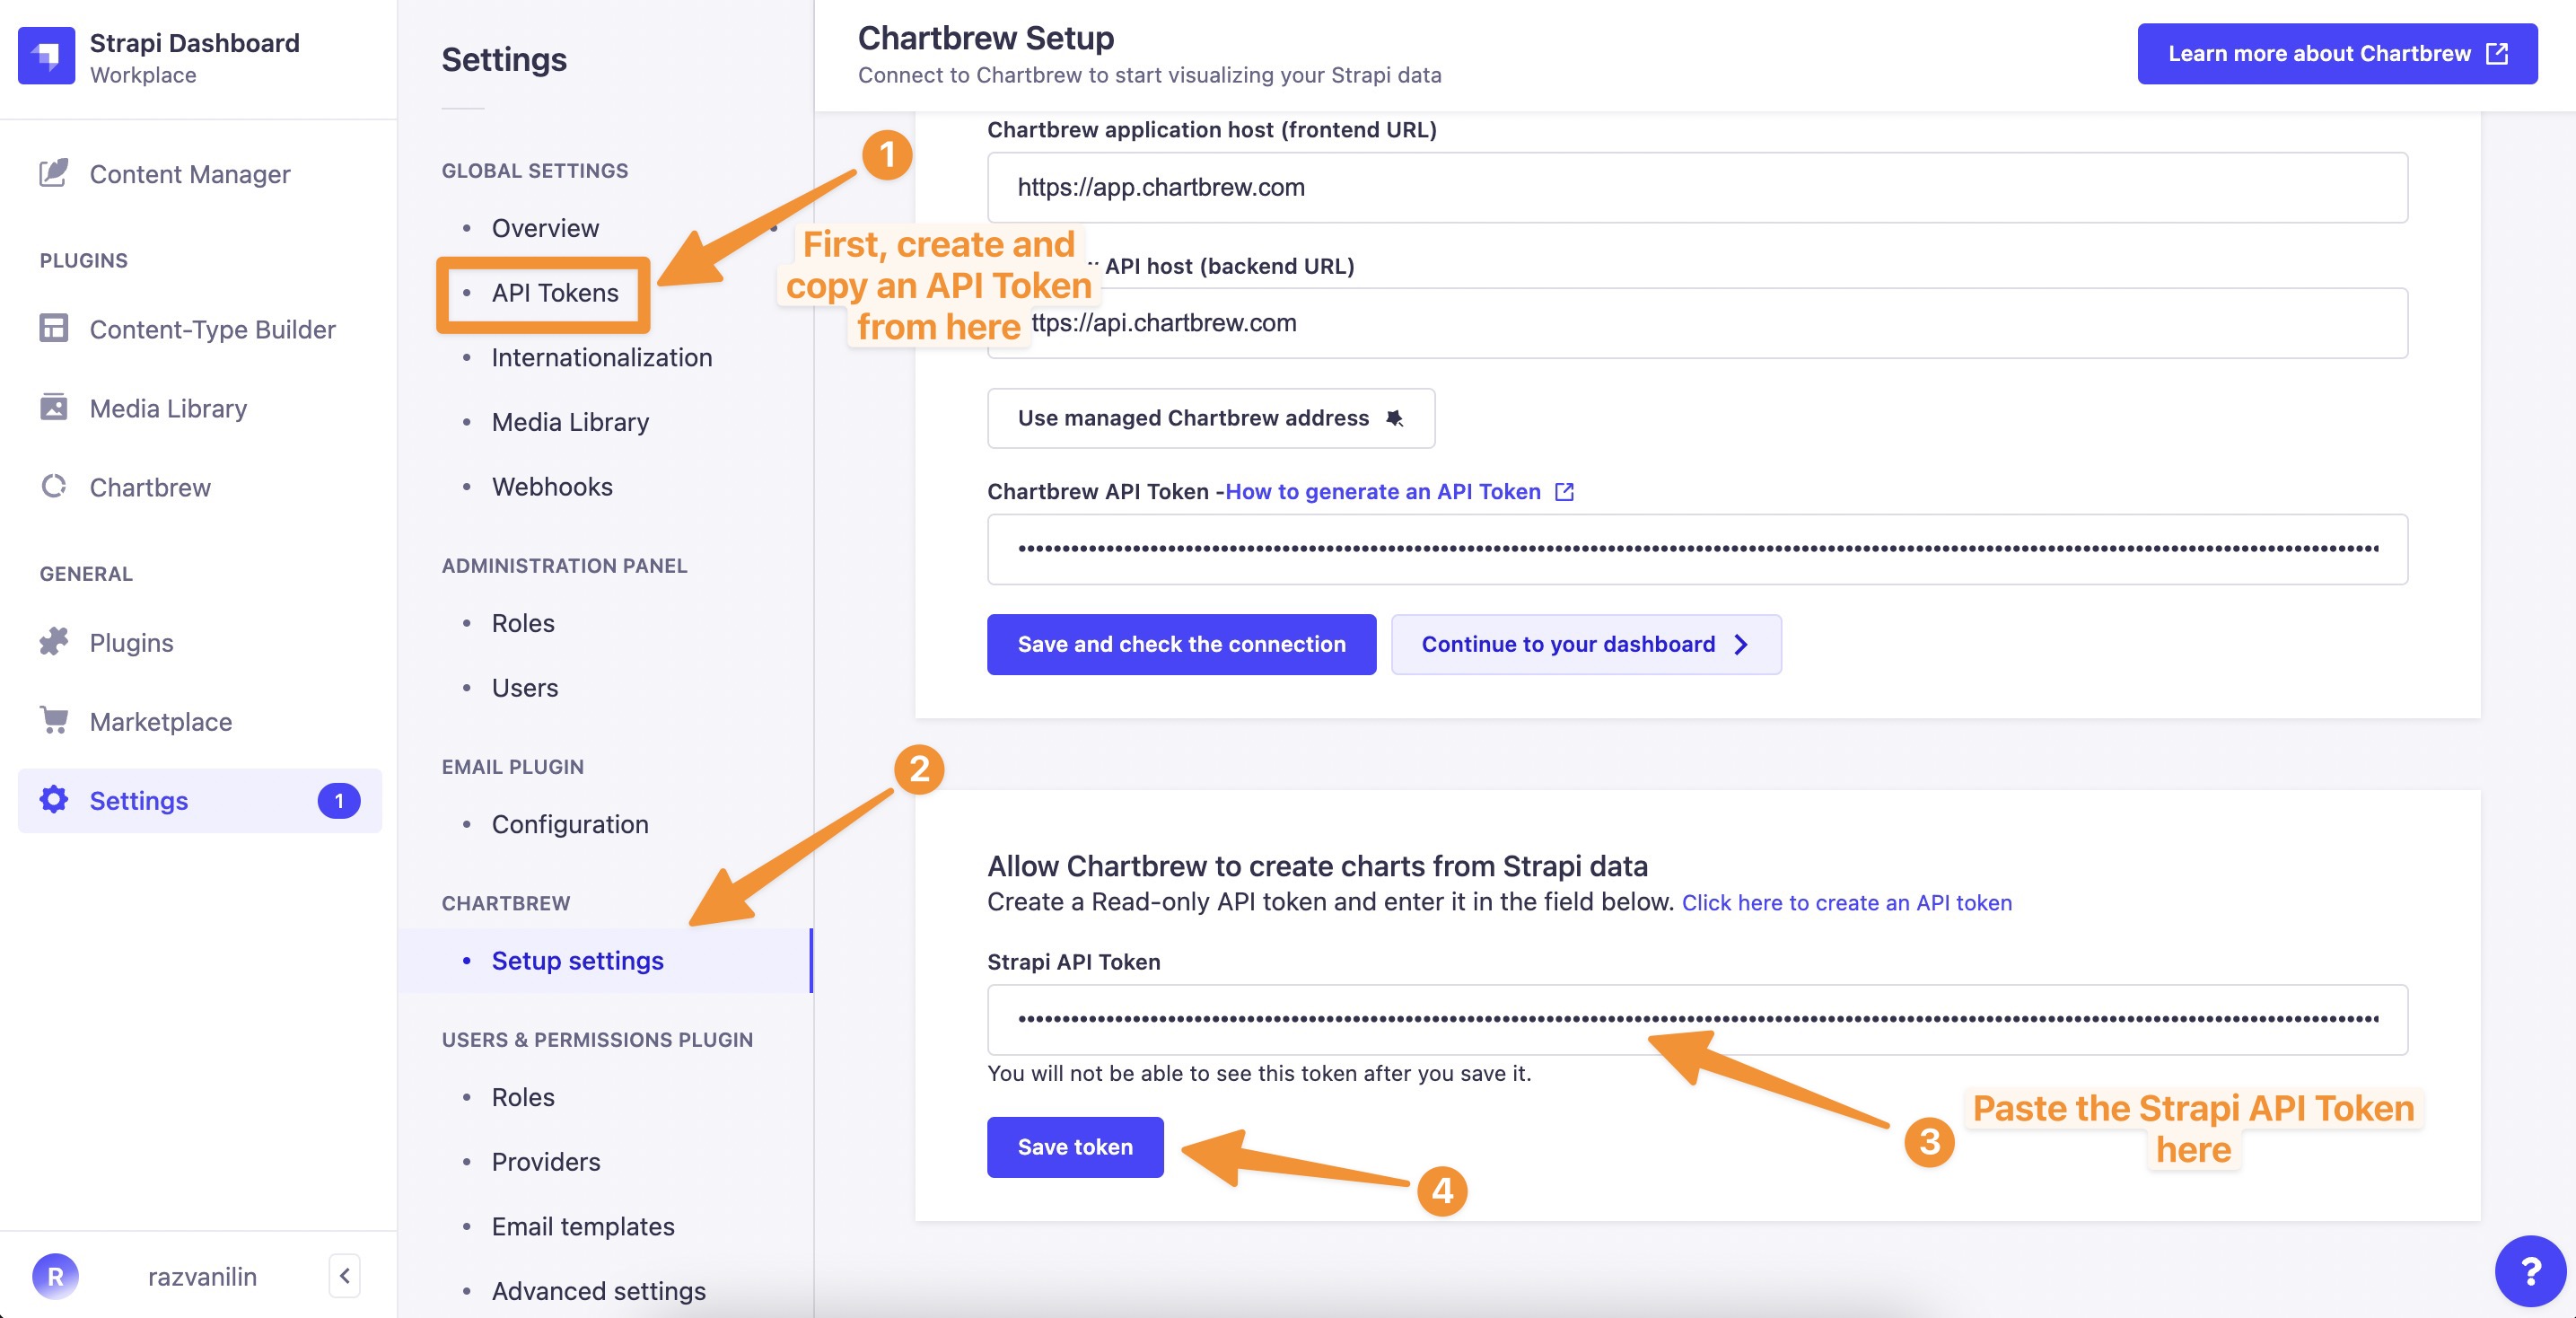 Strapi Dashboard
Workplace
Content Manager
PLUGINS
Content-Type Builder
Media Library
Chartbrew
GENERAL
Plugins
Marketplace
Settings
1
R
razvanilin
Settings
GLOBAL SETTINGS
Overview
API Tokens
Internationalization
Media Library
Webhooks
ADMINISTRATION PANEL
Roles
Users
EMAIL PLUGIN
Configuration
CHARTBREW
Setup settings
USERS & PERMISSIONS PLUGIN
Roles
Providers
Email templates
Advanced settings
1
First, create and
copy an API Token
from here
2
Chartbrew Setup
Connect to Chartbrew to start visualizing your Strapi data
Learn more about Chartbrew
Chartbrew application host (frontend URL)
https://app.chartbrew.com
API host (backend URL)
ttps://api.chartbrew.com
Use managed Chartbrew address
Chartbrew API Token -How to generate an API Token
Save and check the connection
Continue to your dashboard
Allow Chartbrew to create charts from Strapi data
Create a Read-only API token and enter it in the field below. Click here to create an API token
Strapi API Token
You will not be able to see this token after you save it.
3
Paste the Strapi API Token
here
Save token
4
?